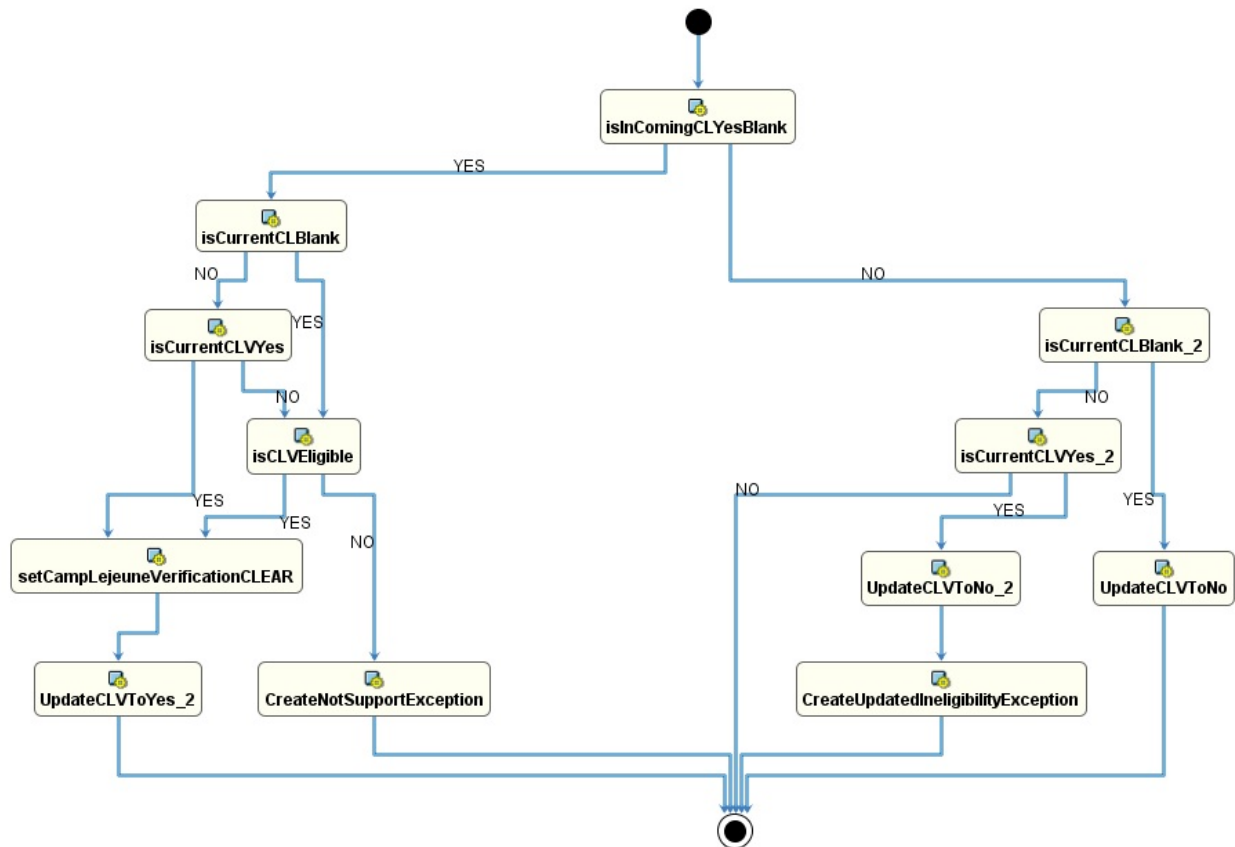 isInComingCLYesBlank
YES
isCurrentCLBlank
NO
NO
YES
isCurrentCLVYes
isCurrentCLBlank_2
NO
NO
isCLVEligible
isCurrentCLVYes_2
YES
NO
YES
YES
YES
NO
setCampLejeuneVerificationCLEAR
UpdateCLVToNo_2
UpdateCLVToNo
UpdateCLVToYes_2
CreateNotSupportException
CreateUpdatedIneligibilityException